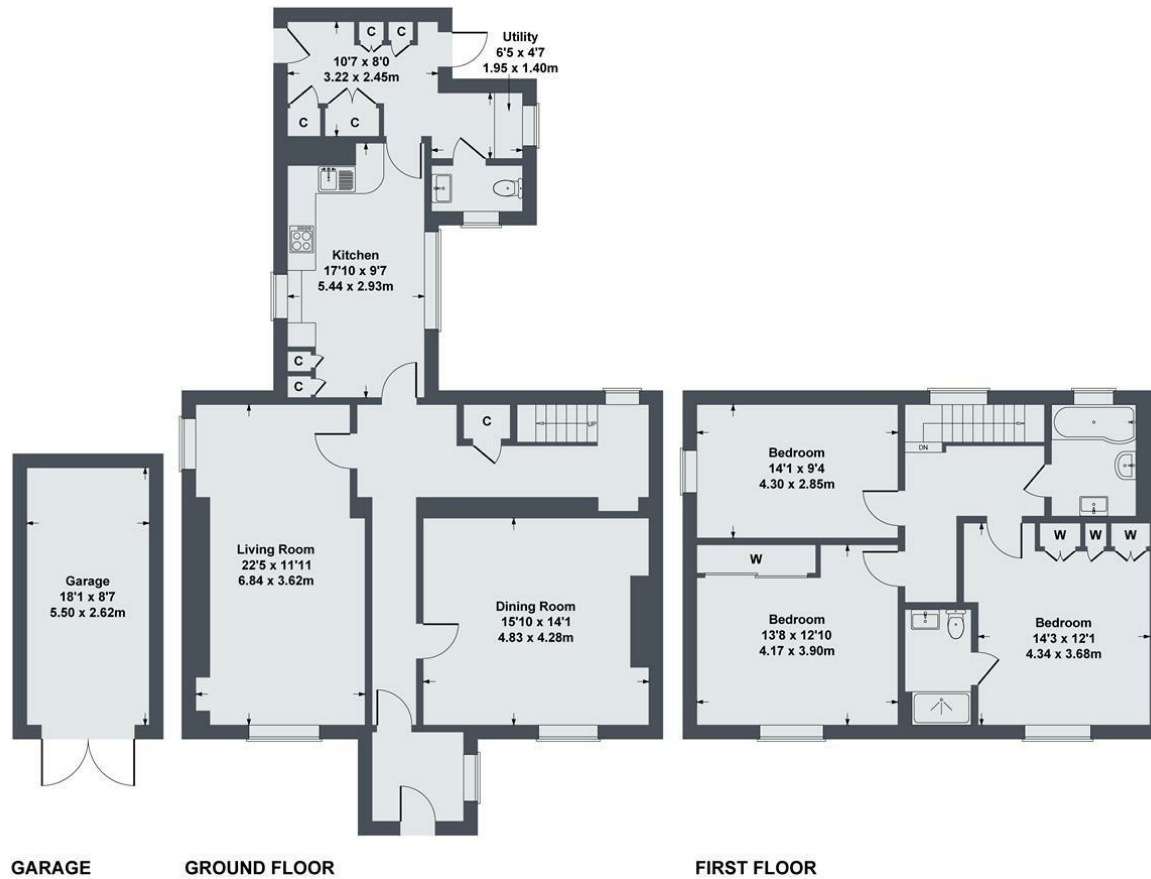 C
C
Utility
6'5 x 4'7
1.95 x 1.40m
10'7 x 8'0
3.22 x 2.45m
C
C
Kitchen
17'10 x 9'7
5.44 x 2.93m
C
C
C
UP
Living Room
22'5 x 11'11
6.84 x 3.62m
Dining Room
15'10 x 14'1
4.83 x 4.28m
Garage
18'1 x 8'7
5.50 x 2.62m
Bedroom
14'1 x 9'4
4.30 x 2.85m
DN
W
W
W
W
Bedroom
13'8 x 12'10
4.17 x 3.90m
Bedroom
14'3 x 12'1
4.34 x 3.68m
GARAGE
GROUND FLOOR
FIRST FLOOR